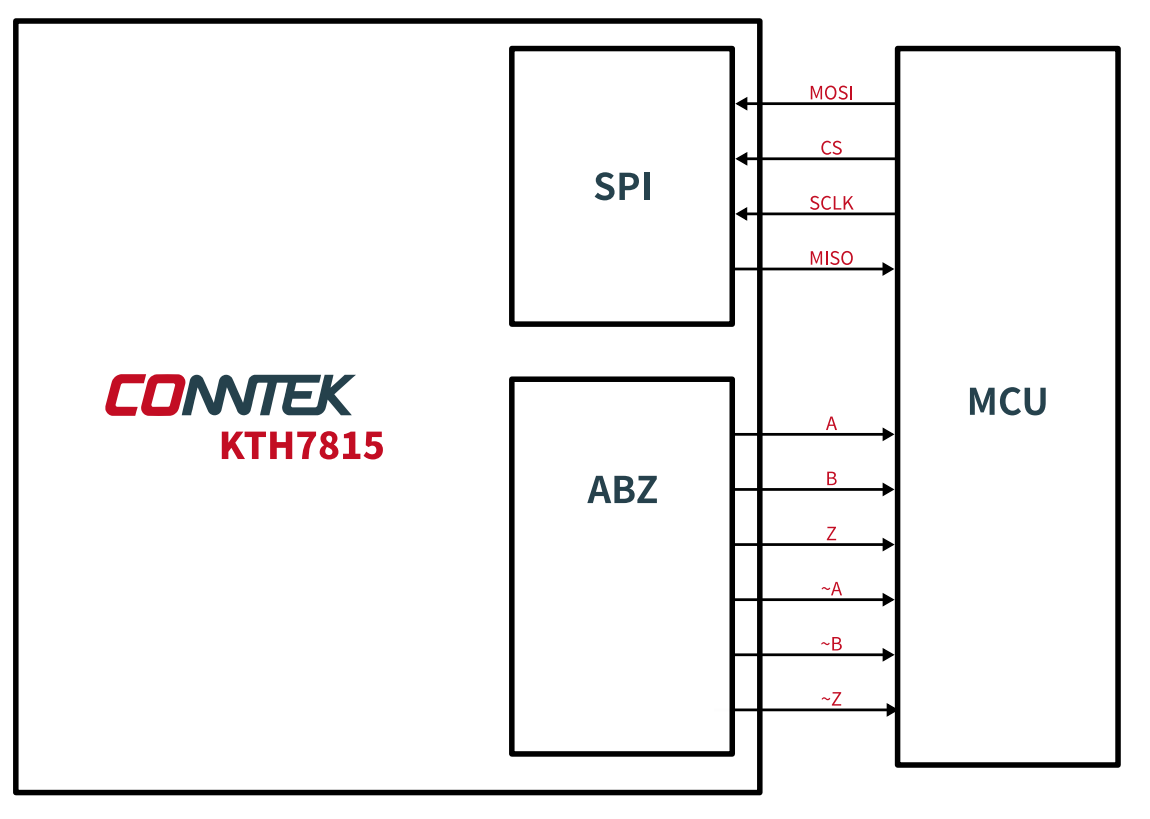 MOSI
CS
SPI
SCLK
MISO
CONNTEK
KTH7815
MCU
A
B
ABZ
Z
~A
~B
~Z